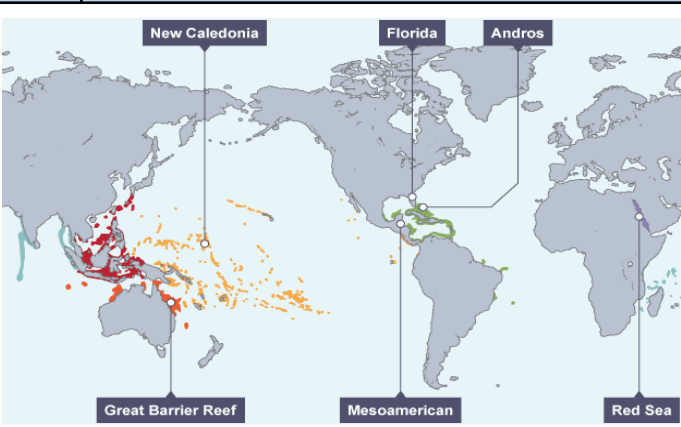 New Caledonia
Florida
Andros
Great Barrier Reef
Mesoamerican
Red Sea